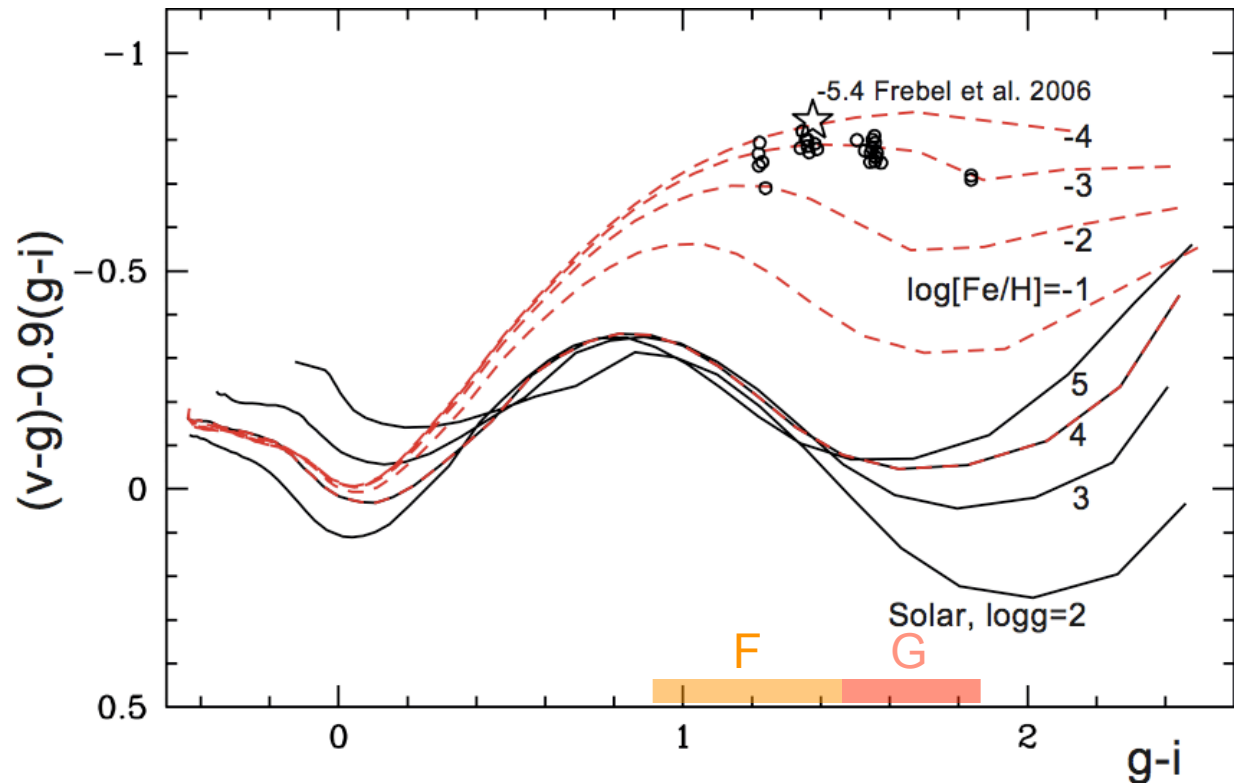 -1
-0.5
0
0.5
(v-g)-0.9(g-i)
-5.4 Frebel et al. 2006
-4
-3
-2
log[Fe/H]=-1
5
4
3
Solar, logg=2
F
G
0
1
2
g-i